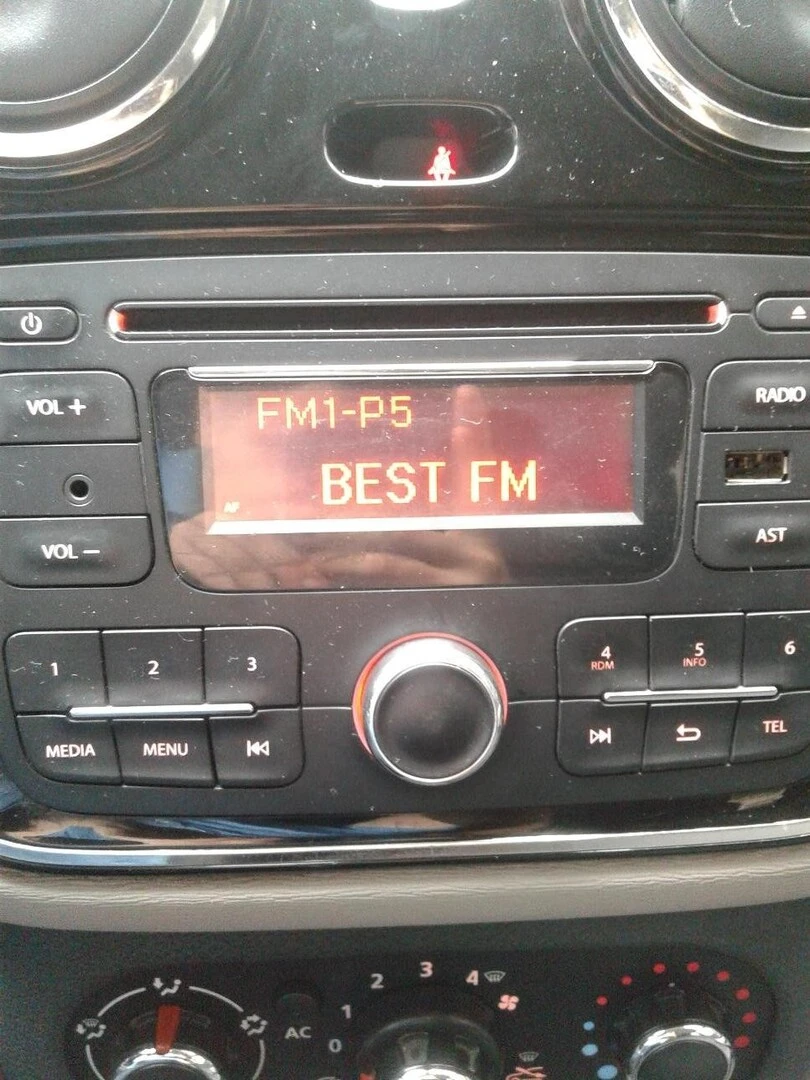 VOL +
RADIO
FM1-P5
BEST FM
AF
VOL –
AST
1 2 3
4 5 6
RDM INFO
MEDIA MENU
TEL
0 1 2 3 4
AC